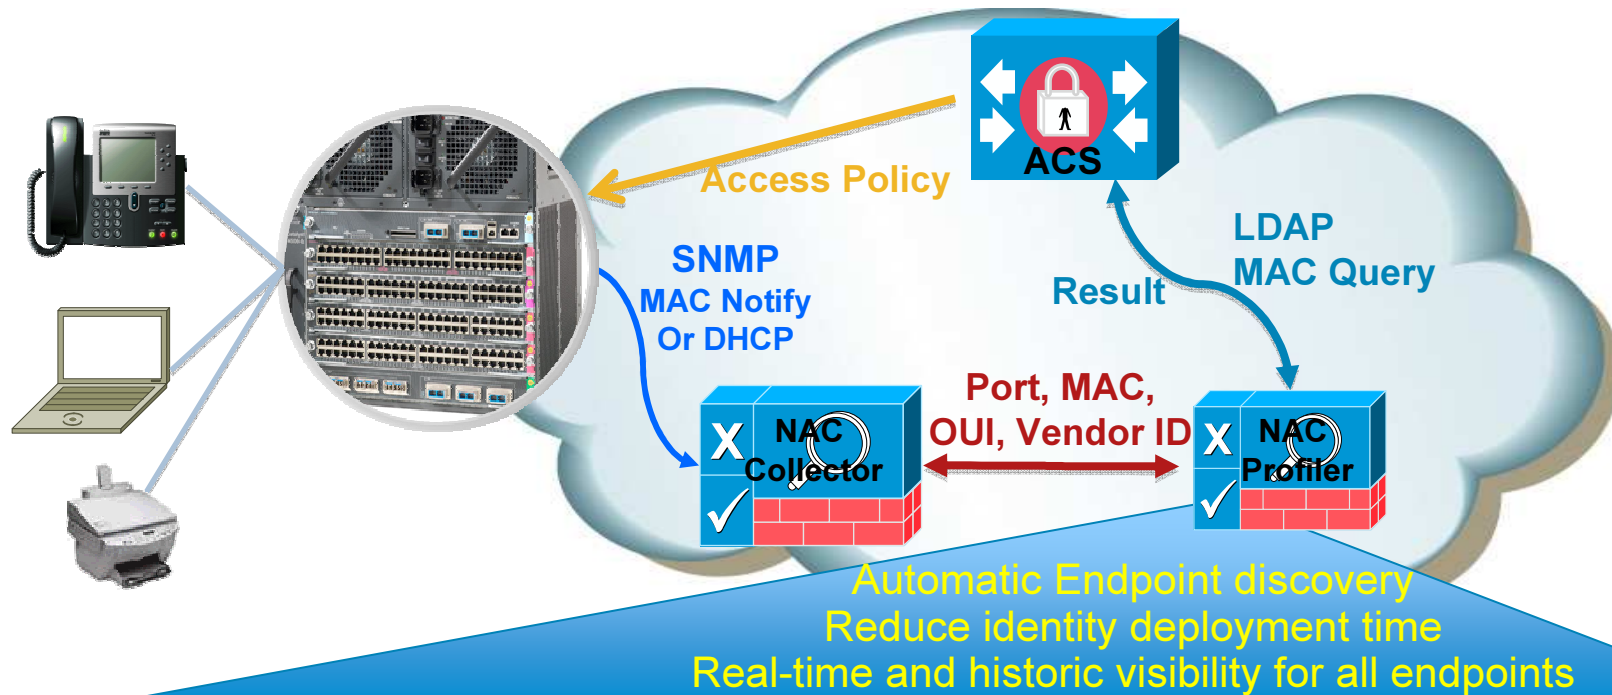 ACS
Access Policy
LDAP
MAC Query
SNMP
MAC Notify
Or DHCP
Result
Port, MAC,
OUI, Vendor ID
NAC
Collector
NAC
Profiler
Automatic Endpoint discovery
Reduce identity deployment time
Real-time and historic visibility for all endpoints